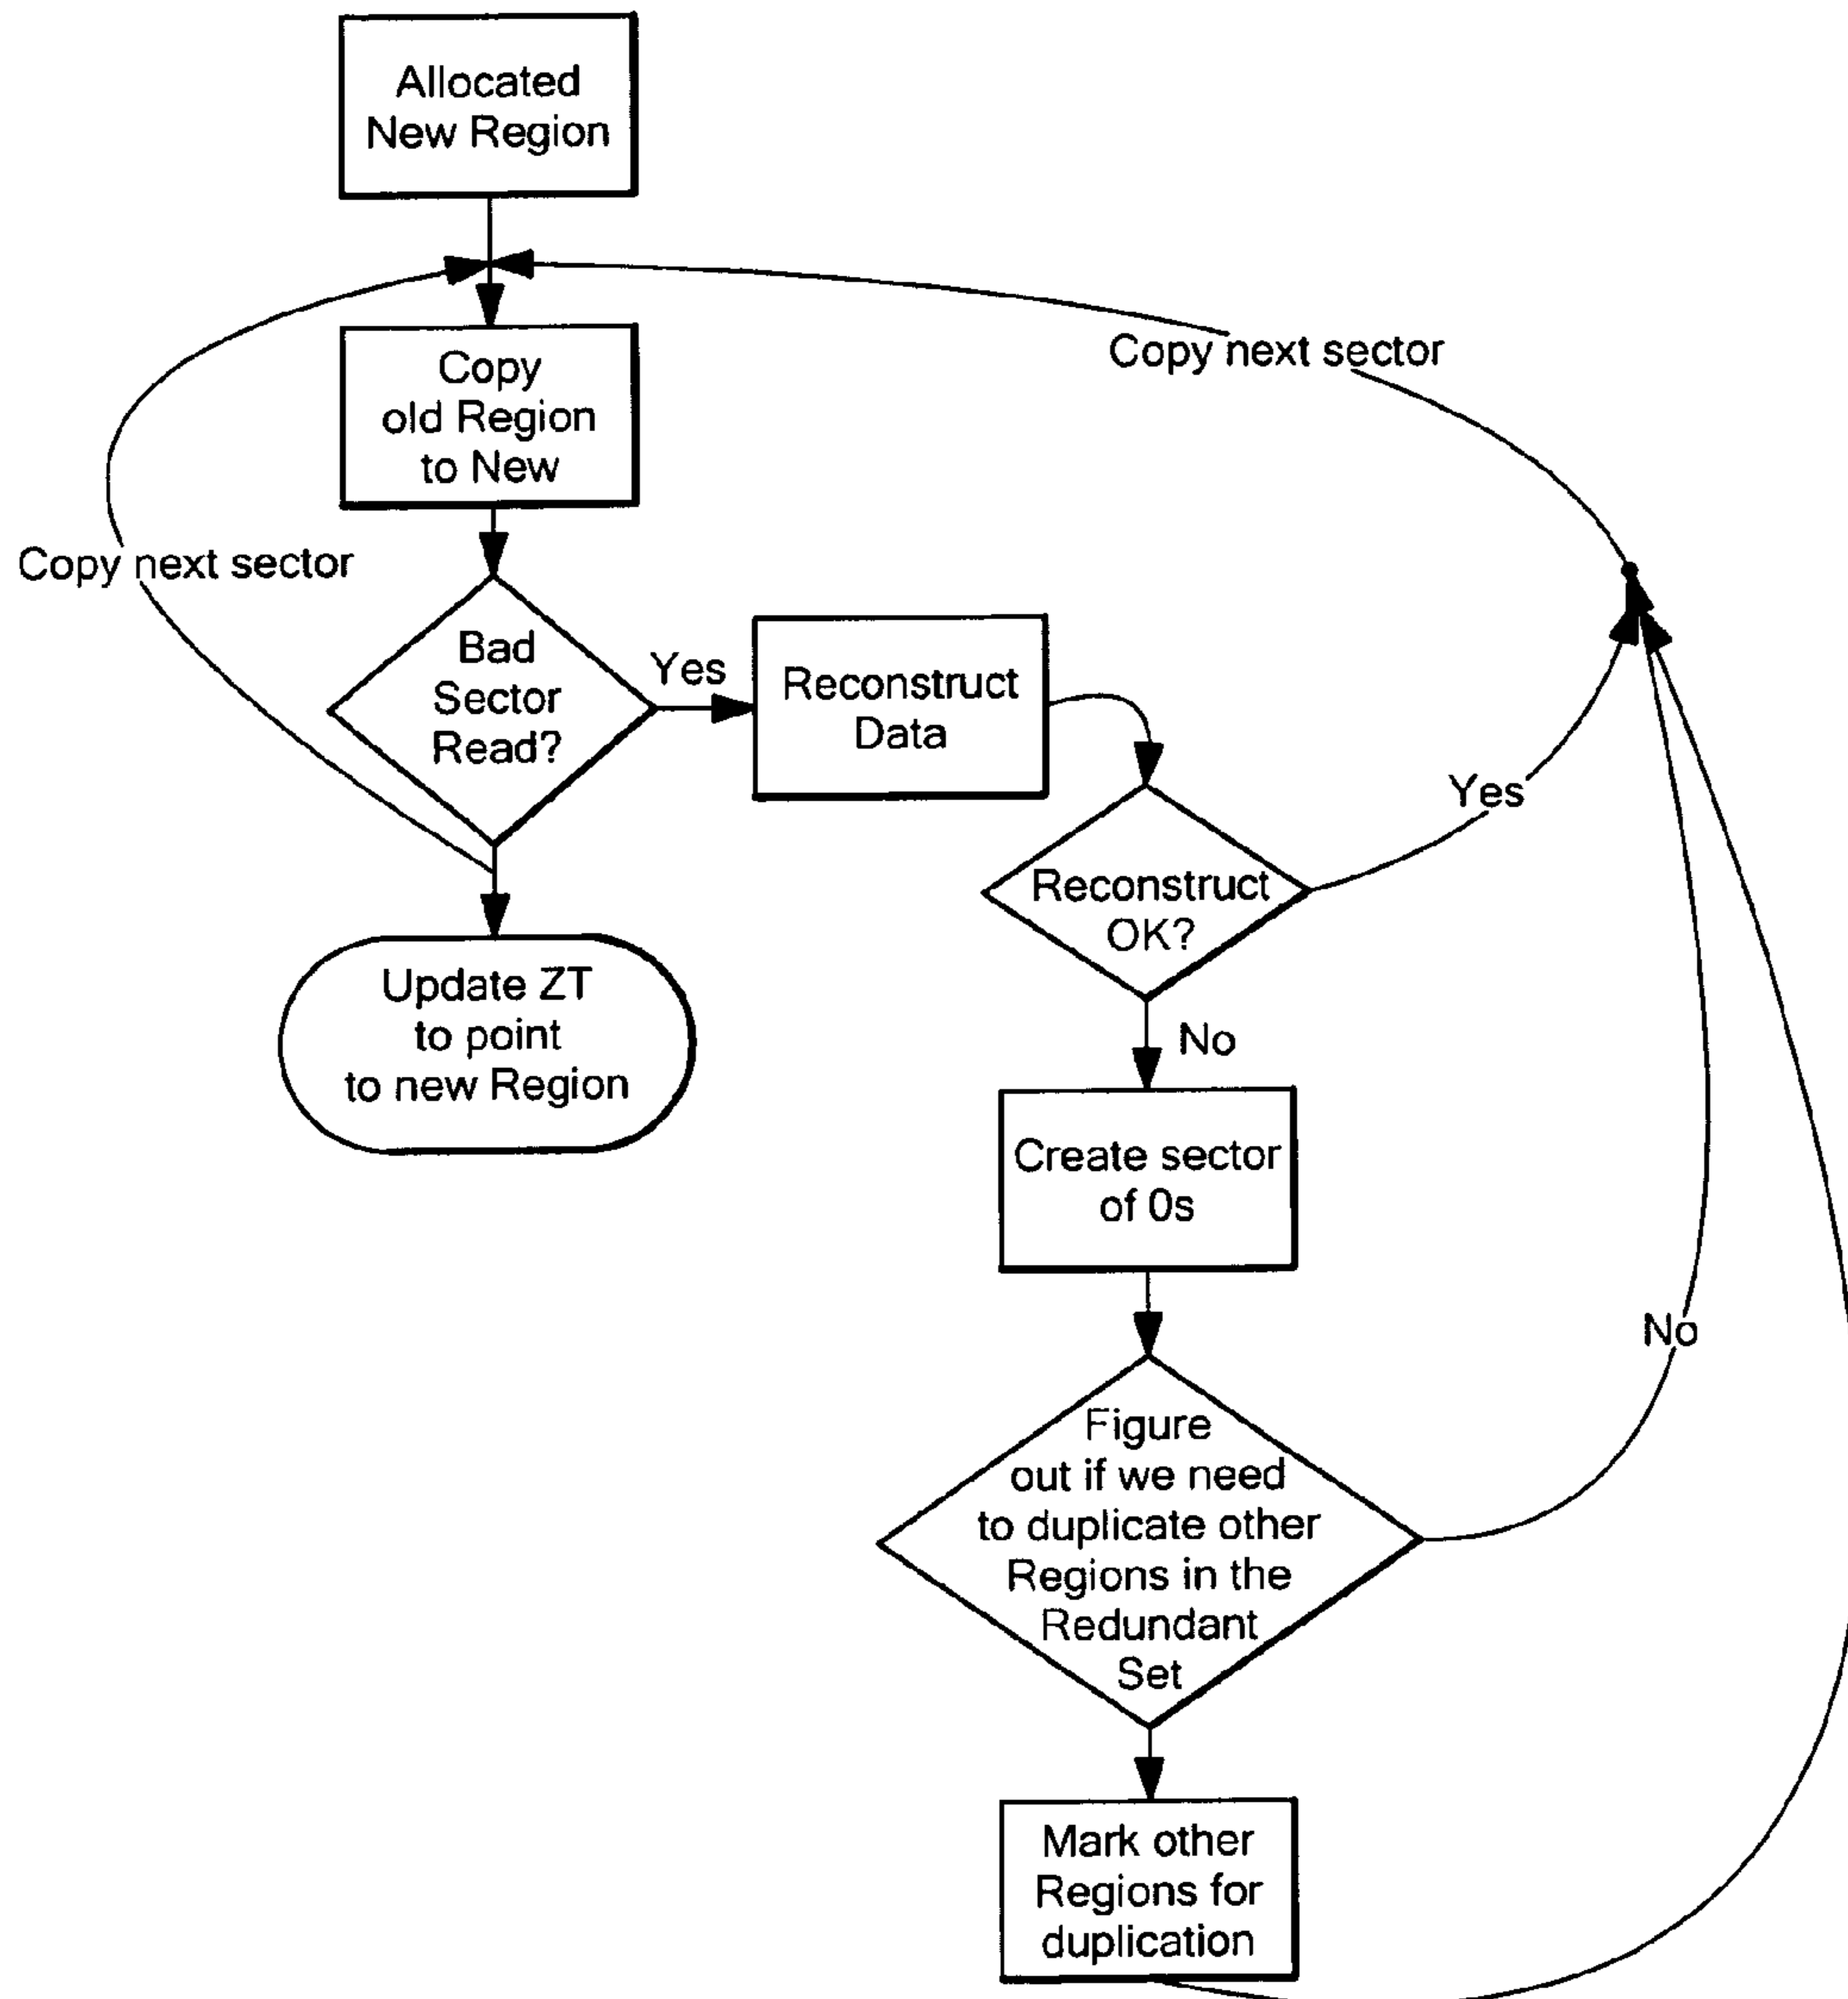 Allocated
New Region
Copy next sector
Copy
old Region
to New
Copy next sector
Bad
Sector
Read?
Yes
Reconstruct
Data
Yes
Reconstruct
OK?
Update ZT
to point
to new Region
No
Create sector
of 0s
No
Figure
out if we need
to duplicate other
Regions in the
Redundant
Set
Mark other
Regions for
duplication